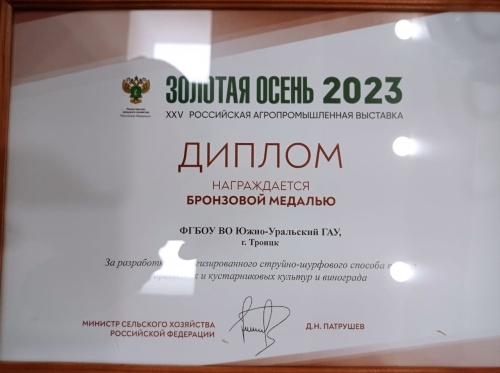 ЗОЛОТАЯ ОСЕНЬ 2023
XXV РОССИЙСКАЯ АГРОПРОМЫШЛЕННАЯ ВЫСТАВКА
ДИПЛОМ
НАГРАЖДАЕТСЯ
БРОНЗОВОЙ МЕДАЛЬЮ
ФГБОУ ВО Южно-Уральский ГАУ,
г. Троицк
За струйно-шурфового способа
и кустарниковых культур и винограда
МИНИСТР СЕЛЬСКОГО ХОЗЯЙСТВА
РОССИЙСКОЙ ФЕДЕРАЦИИ
Д.Н. ПАТРУШЕВ